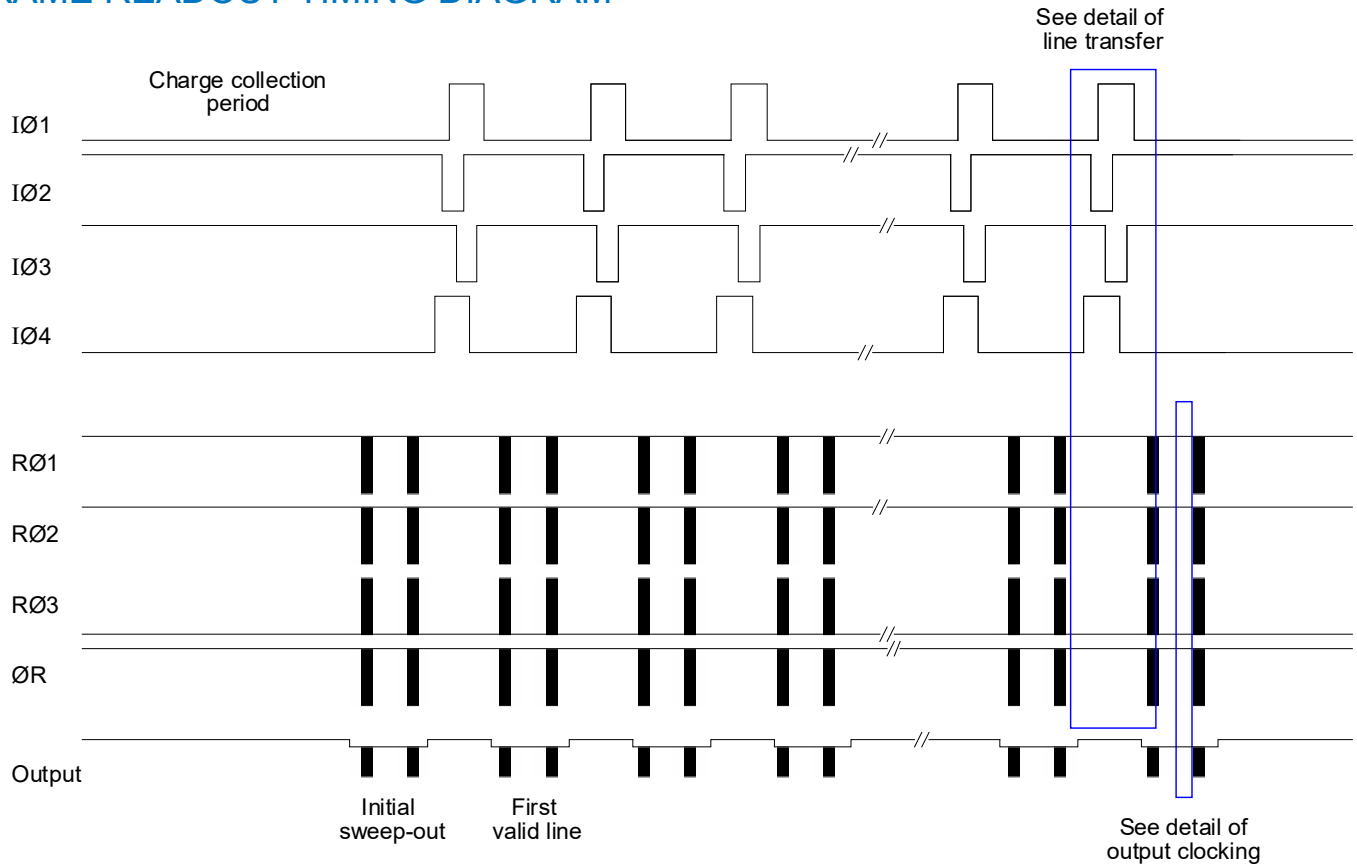 READOUT TIMING DIAGRAM
See detail of
line transfer
Charge collection
period
IØ1
IØ2
IØ3
IØ4
RØ1
RØ2
RØ3
ØR
Output
Initial
sweep-out
First
valid line
See detail of
output clocking